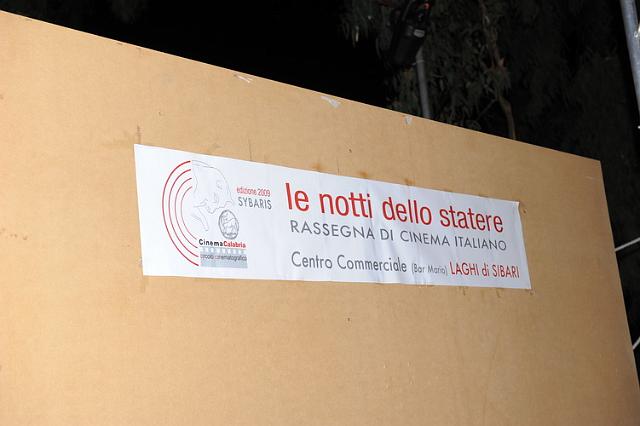 edizione 2009
SYBARIS
CinemaCalabria
circolo cinematografico
le notti dello statere
RASSEGNA DI CINEMA ITALIANO
Centro Commerciale (Bar Mario) LAGHI di SIBARI